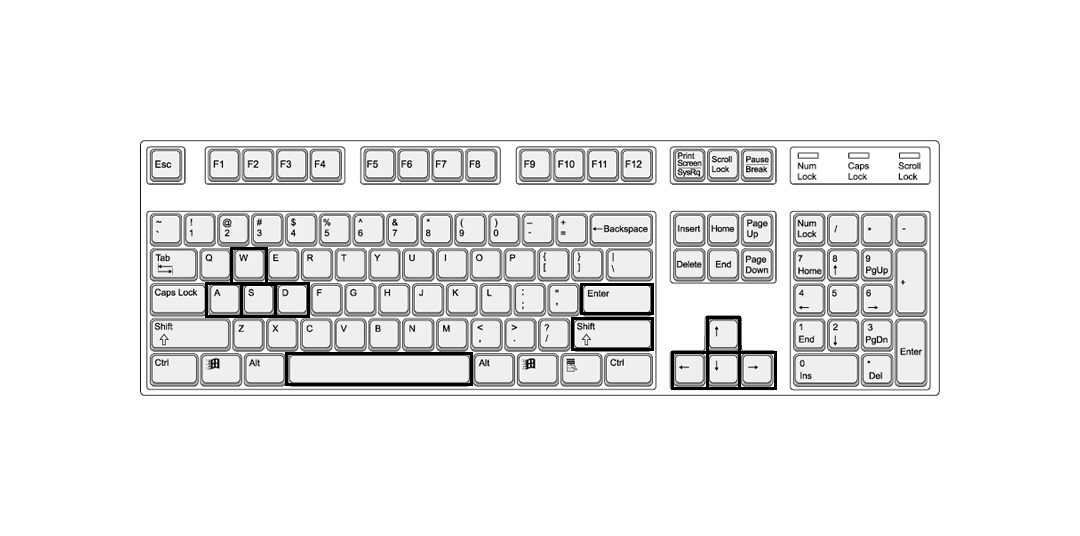 Esc F1 F2 F3 F4 F5 F6 F7 F8 F9 F10 F11 F12 Print Screen SysRq Scroll Lock Pause Break Num Lock Caps Lock Scroll Lock
~ ` ! 1 @ 2 # 3 $ 4 % 5 ^ 6 & 7 * 8 ( 9 ) 0 – - + = ←Backspace Insert Home Page Up Num Lock / * -
Tab Q W E R T Y U I O P { [ } ] | \ Delete End Page Down 7 Home 8 ↑ 9 PgUp +
Caps Lock A S D F G H J K L : ; " ' Enter 4 ← 5 6 →
Shift ⇧ Z X C V B N M < , > . ? / Shift ⇧ ↑ 1 End 2 ↓ 3 PgDn Enter
Ctrl Alt Alt Ctrl ← ↓ → 0 Ins • Del